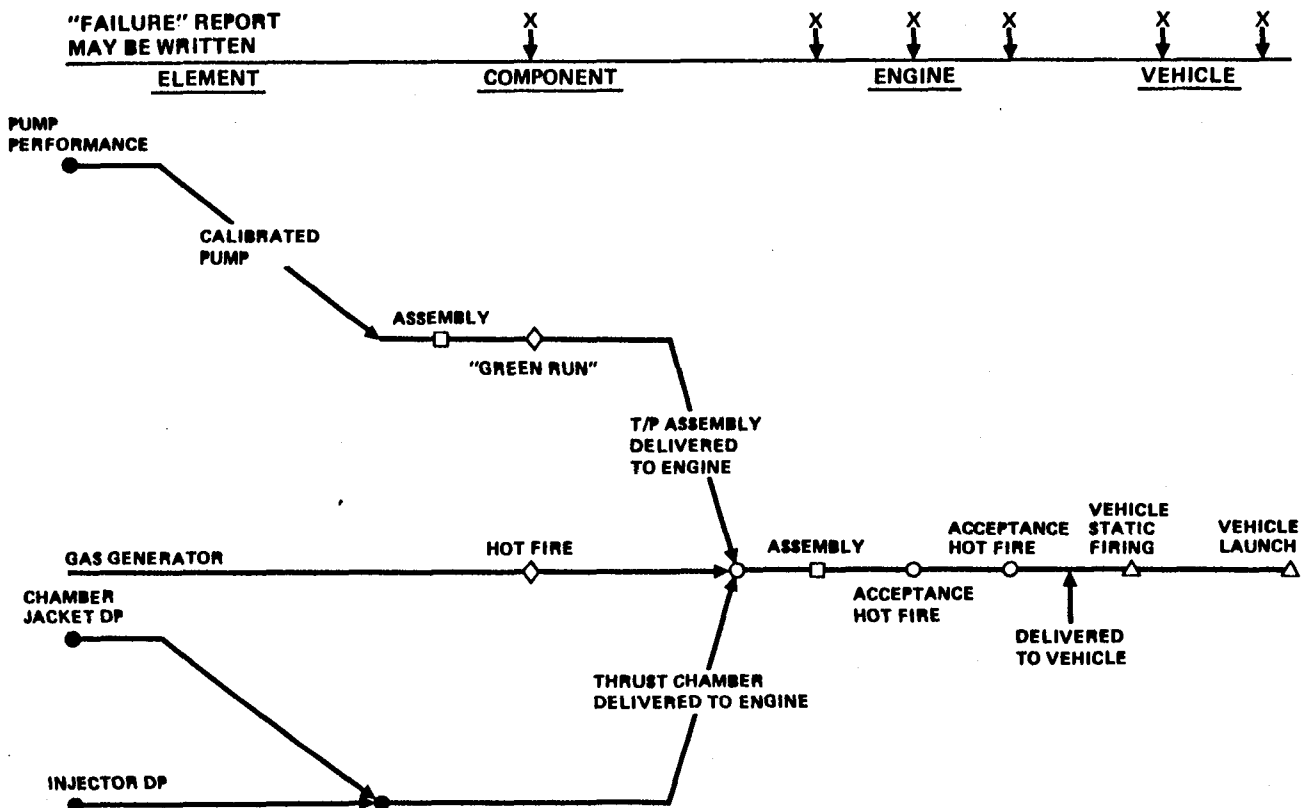 "FAILURE" REPORT
MAY BE WRITTEN
X X X X X X
ELEMENT COMPONENT ENGINE VEHICLE
PUMP
PERFORMANCE
CALIBRATED
PUMP
ASSEMBLY
"GREEN RUN"
T/P ASSEMBLY
DELIVERED
TO ENGINE
GAS GENERATOR
HOT FIRE
ASSEMBLY
ACCEPTANCE
HOT FIRE
ACCEPTANCE
HOT FIRE
VEHICLE
STATIC
FIRING
VEHICLE
LAUNCH
DELIVERED
TO VEHICLE
CHAMBER
JACKET DP
THRUST CHAMBER
DELIVERED TO ENGINE
INJECTOR DP